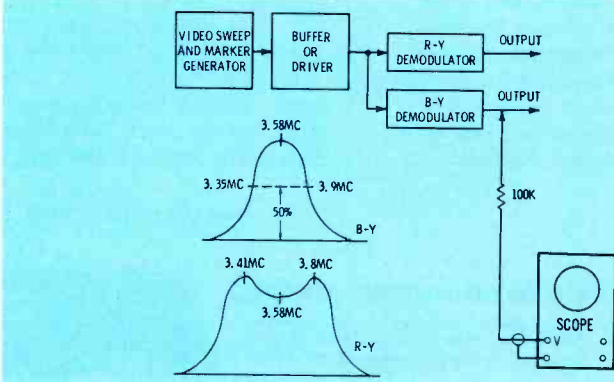 VIDEO SWEEP
AND MARKER
GENERATOR
BUFFER
OR
DRIVER
R-Y
DEMODULATOR
OUTPUT
B-Y
DEMODULATOR
OUTPUT
3.58MC
3.35MC
3.9MC
50%
B-Y
100K
3.41MC
3.8MC
3.58MC
R-Y
SCOPE
V